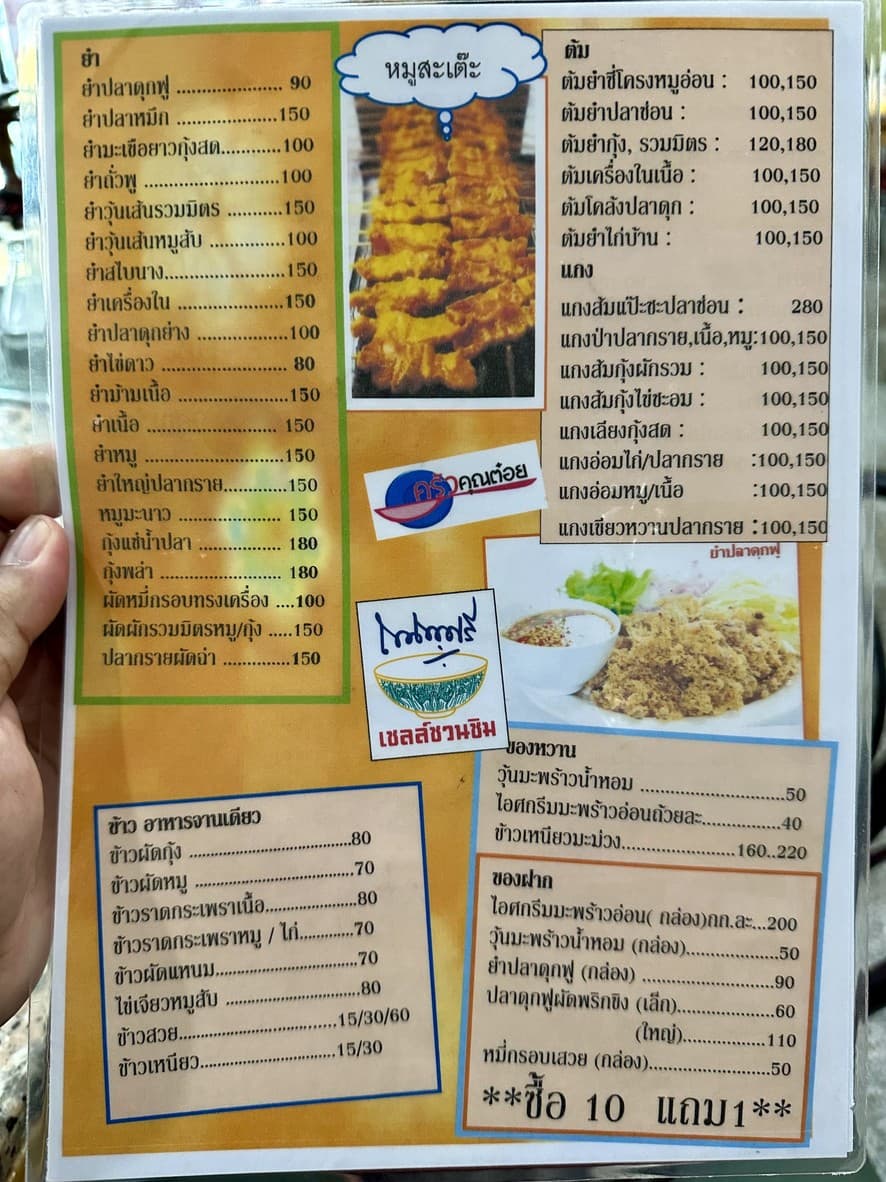 ยำ
ยำปลาดุกฟู ..................... 90
ยำปลาหมึก ....................150
ยำมะเขือยาวกุ้งสด............100
ยำถั่วพู ...........................100
ยำวุ้นเส้นรวมมิตร ...........150
ยำวุ้นเส้นหมูสับ ...............100
ยำสไบนาง........................150
ยำเครื่องใน .......................150
ยำปลาดุกย่าง ...................100
ยำไข่ดาว ......................... 80
ยำม้ามเนื้อ ......................150
ยำเนื้อ .......................... 150
ยำหมู ............................150
ยำใหญ่ปลากราย.............150
หมูมะนาว .................... 150
กุ้งแช่น้ำปลา ................ 180
กุ้งพล่า ........................ 180
ผัดหมี่กรอบทรงเครื่อง ....100
ผัดผักรวมมิตรหมู/กุ้ง .....150
ปลากรายผัดฉ่า ..............150
หมูสะเต๊ะ
ต้ม
ต้มยำซี่โครงหมูอ่อน : 100,150
ต้มยำปลาช่อน : 100,150
ต้มยำกุ้ง, รวมมิตร : 120,180
ต้มเครื่องในเนื้อ : 100,150
ต้มโคล้งปลาดุก : 100,150
ต้มยำไก่บ้าน : 100,150
แกง
แกงส้มแป๊ะซะปลาช่อน : 280
แกงป่าปลากราย,เนื้อ,หมู:100,150
แกงส้มกุ้งผักรวม : 100,150
แกงส้มกุ้งไข่ชะอม : 100,150
แกงเลียงกุ้งสด : 100,150
แกงอ่อมไก่/ปลากราย :100,150
แกงอ่อมหมู/เนื้อ :100,150
แกงเขียวหวานปลากราย :100,150
ครัวคุณต๋อย
ยำปลาดุกฟู
เชลล์ชวนชิม
ของหวาน
วุ้นมะพร้าวน้ำหอม ............................50
ไอศกรีมมะพร้าวอ่อนถ้วยละ...............40
ข้าวเหนียวมะม่วง.......................160..220
ของฝาก
ไอศกรีมมะพร้าวอ่อน( กล่อง)กก.ละ...200
วุ้นมะพร้าวน้ำหอม (กล่อง)..................50
ยำปลาดุกฟู (กล่อง) ..........................90
ปลาดุกฟูผัดพริกขิง (เล็ก)...................60
(ใหญ่)................110
หมี่กรอบเสวย (กล่อง).......................50
**ซื้อ 10 แถม1**
ข้าว อาหารจานเดียว
ข้าวผัดกุ้ง ................................80
ข้าวผัดหมู ...............................70
ข้าวราดกระเพราเนื้อ..................80
ข้าวราดกระเพราหมู / ไก่............70
ข้าวผัดแหนม............................70
ไข่เจียวหมูสับ ..........................80
ข้าวสวย................................15/30/60
ข้าวเหนียว...........................15/30